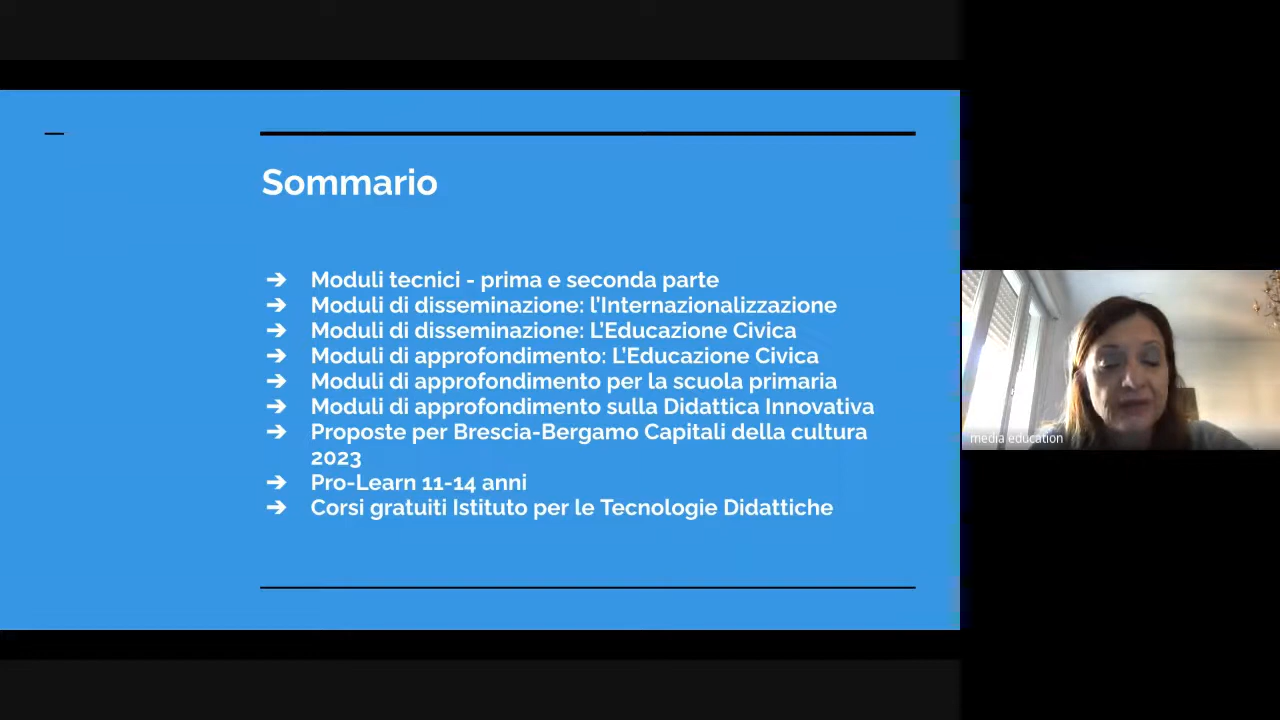 Sommario
➔ Moduli tecnici - prima e seconda parte
➔ Moduli di disseminazione: l’Internazionalizzazione
➔ Moduli di disseminazione: L’Educazione Civica
➔ Moduli di approfondimento: L’Educazione Civica
➔ Moduli di approfondimento per la scuola primaria
➔ Moduli di approfondimento sulla Didattica Innovativa
➔ Proposte per Brescia-Bergamo Capitali della cultura
2023
➔ Pro-Learn 11-14 anni
➔ Corsi gratuiti Istituto per le Tecnologie Didattiche
media education